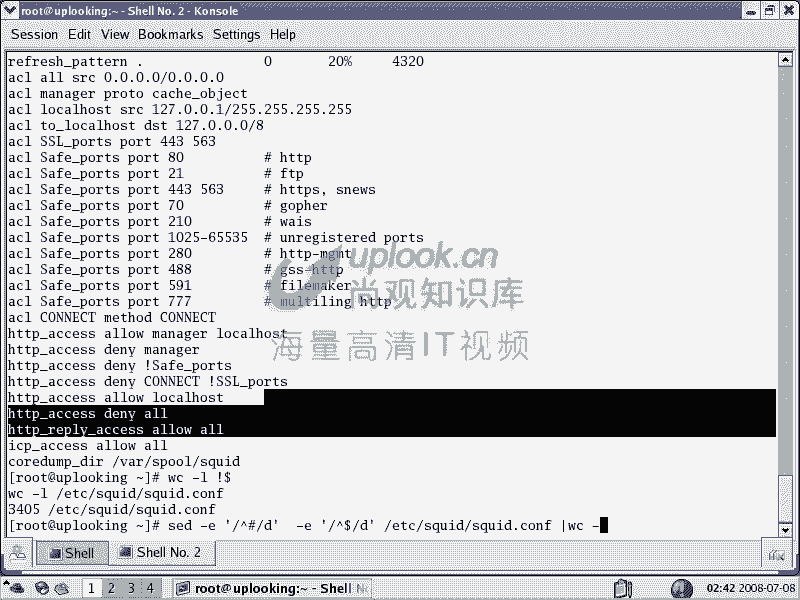 root@uplooking:~ - Shell No. 2 - Konsole
Session Edit View Bookmarks Settings Help
refresh_pattern . 0 20% 4320
acl all src 0.0.0.0/0.0.0.0
acl manager proto cache_object
acl localhost src 127.0.0.1/255.255.255.255
acl to_localhost dst 127.0.0.0/8
acl SSL_ports port 443 563
acl Safe_ports port 80 # http
acl Safe_ports port 21 # ftp
acl Safe_ports port 443 563 # https, snews
acl Safe_ports port 70 # gopher
acl Safe_ports port 210 # wais
acl Safe_ports port 1025-65535 # unregistered ports
acl Safe_ports port 280 # http-mgmt
acl Safe_ports port 488 # gss-http
acl Safe_ports port 591 # filemaker
acl Safe_ports port 777 # multiling http
acl CONNECT method CONNECT
http_access allow manager localhost
http_access deny manager
http_access deny !Safe_ports
http_access deny CONNECT !SSL_ports
http_access allow localhost
http_access deny all
http_reply_access allow all
icp_access allow all
coredump_dir /var/spool/squid
[root@uplooking ~]# wc -l !$
wc -l /etc/squid/squid.conf
3405 /etc/squid/squid.conf
[root@uplooking ~]# sed -e '/^#/d'  -e '/^$/d' /etc/squid/squid.conf |wc -
uplook.cn
尚观知识库
海量高清IT视频
Shell Shell No. 2
1 2 3 4 root@uplooking:~ - Shell No 02:42 2008-07-08